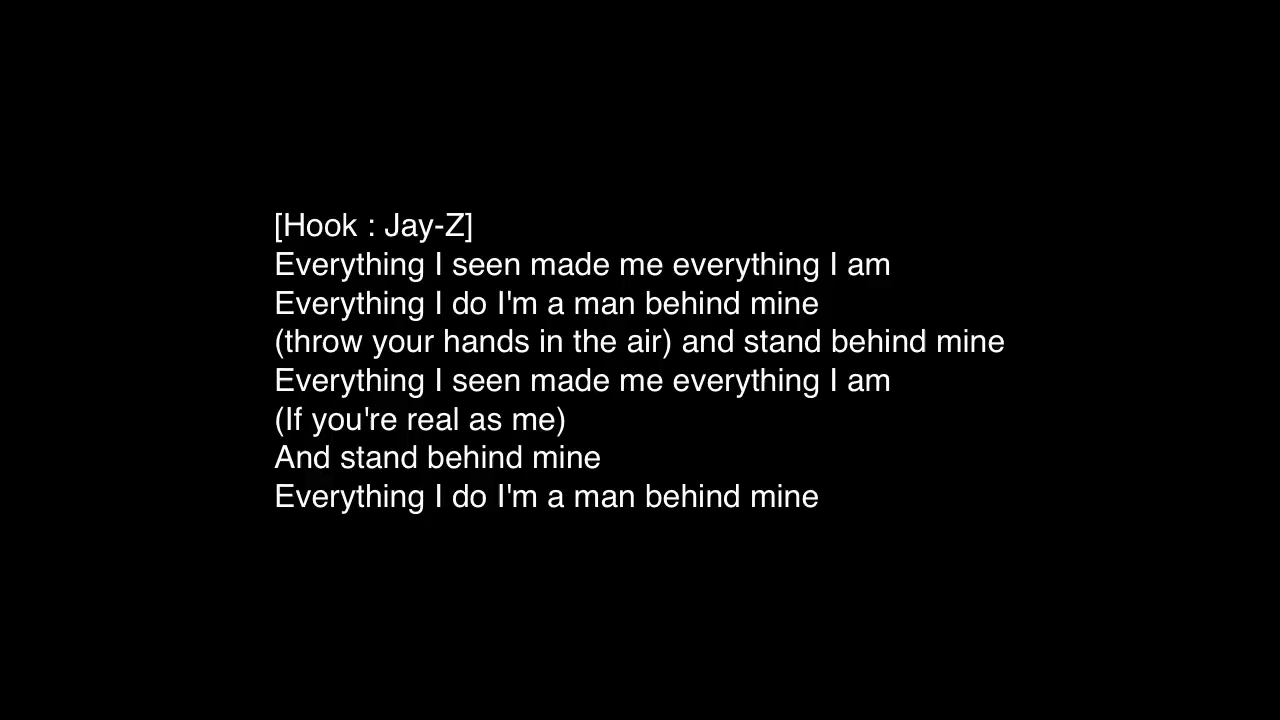 [Hook : Jay-Z]
Everything I seen made me everything I am
Everything I do I'm a man behind mine
(throw your hands in the air) and stand behind mine
Everything I seen made me everything I am
(If you're real as me)
And stand behind mine
Everything I do I'm a man behind mine